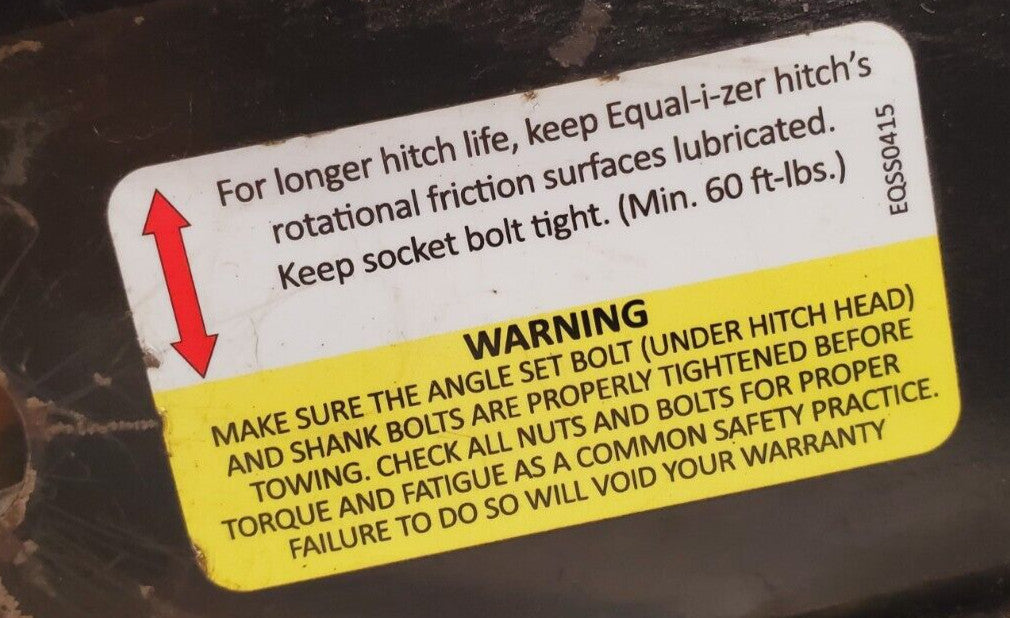 For longer hitch life, keep Equal-i-zer hitch's
rotational friction surfaces lubricated.
Keep socket bolt tight. (Min. 60 ft-lbs.)
EQSS0415
WARNING
MAKE SURE THE ANGLE SET BOLT (UNDER HITCH HEAD)
AND SHANK BOLTS ARE PROPERLY TIGHTENED BEFORE
TOWING. CHECK ALL NUTS AND BOLTS FOR PROPER
TORQUE AND FATIGUE AS A COMMON SAFETY PRACTICE.
FAILURE TO DO SO WILL VOID YOUR WARRANTY